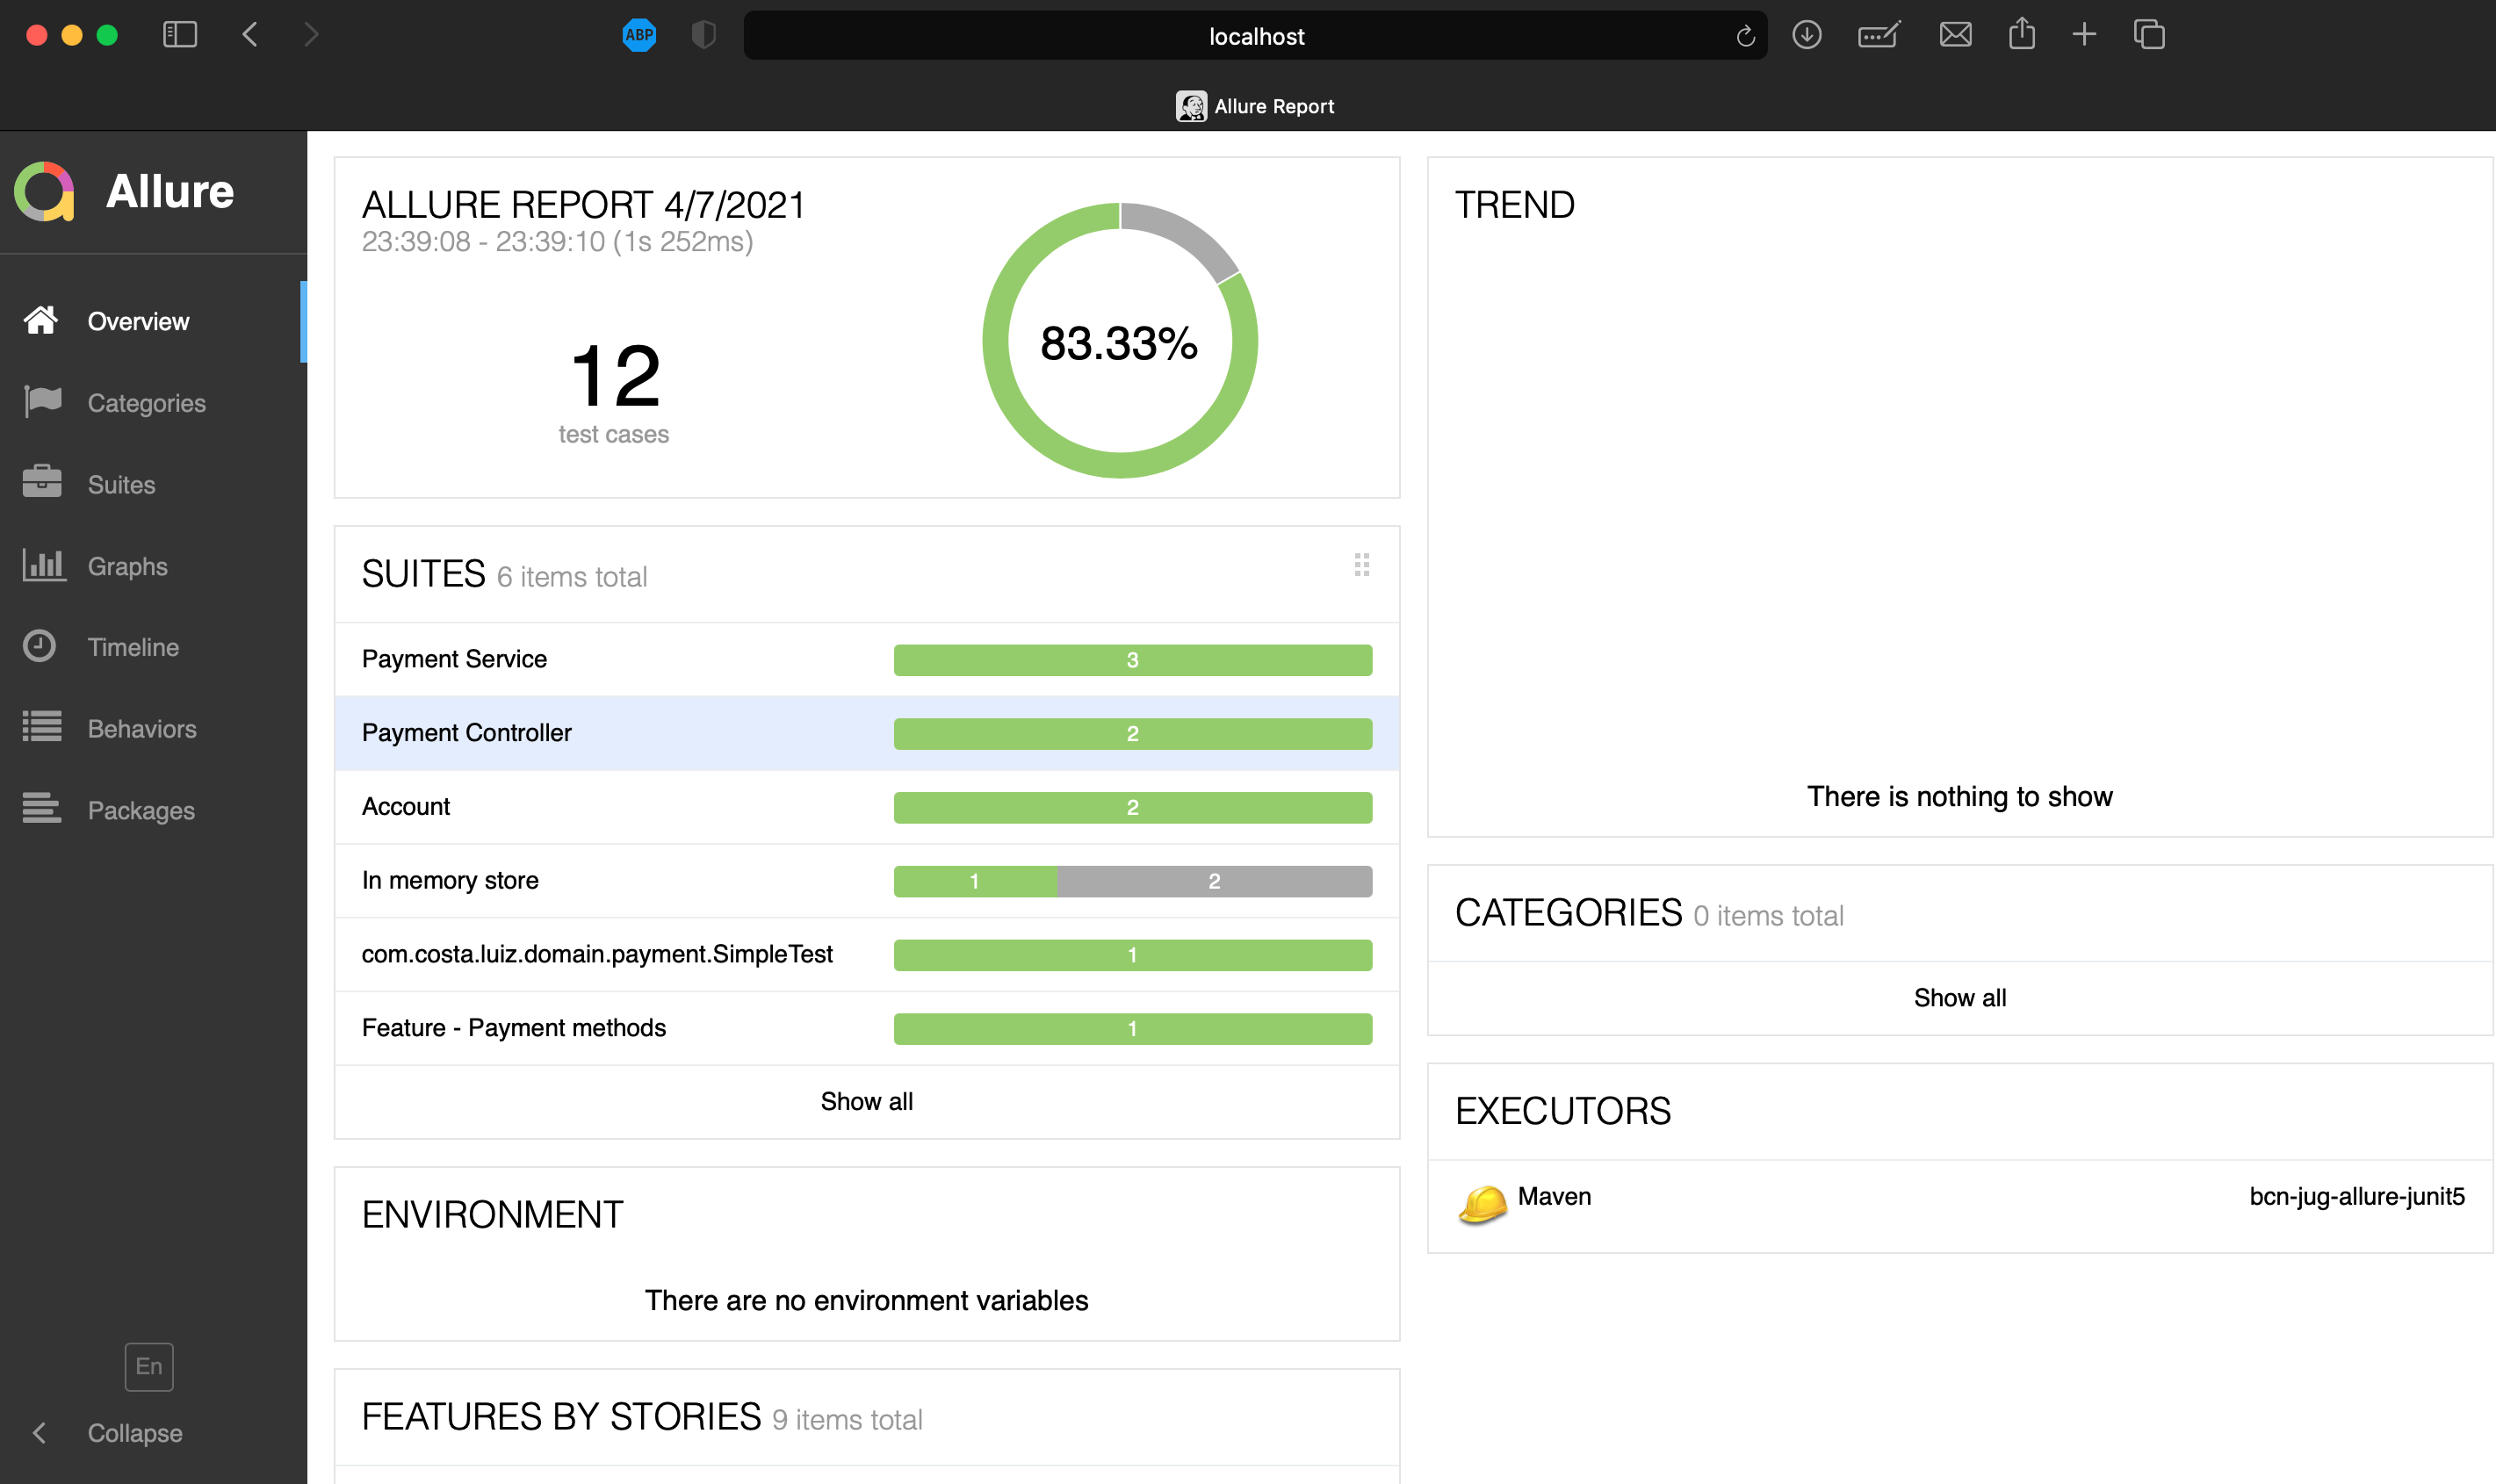 ABP
localhost
Allure Report
Allure
Overview
Categories
Suites
Graphs
Timeline
Behaviors
Packages
En
Collapse
ALLURE REPORT 4/7/2021
23:39:08 - 23:39:10 (1s 252ms)
12
test cases
83.33%
SUITES 6 items total
Payment Service 3
Payment Controller 2
Account 2
In memory store 1 2
com.costa.luiz.domain.payment.SimpleTest 1
Feature - Payment methods 1
Show all
ENVIRONMENT
There are no environment variables
FEATURES BY STORIES 9 items total
TREND
There is nothing to show
CATEGORIES 0 items total
Show all
EXECUTORS
Maven bcn-jug-allure-junit5